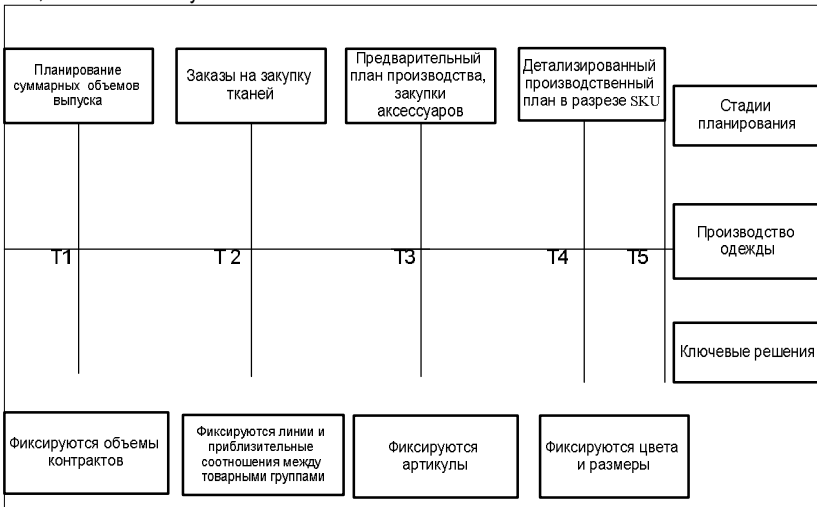 Планирование
суммарных объемов
выпуска
Заказы на закупку
тканей
Предварительный
план производства,
закупки
аксессуаров
Детализированный
производственный
план в разрезе SKU
Стадии
планирования
T1
T 2
T3
T4
T5
Производство
одежды
Ключевые решения
Фиксируются объемы
контрактов
Фиксируются линии и
приблизительные
соотношения между
товарными группами
Фиксируются
артикулы
Фиксируются цвета
и размеры